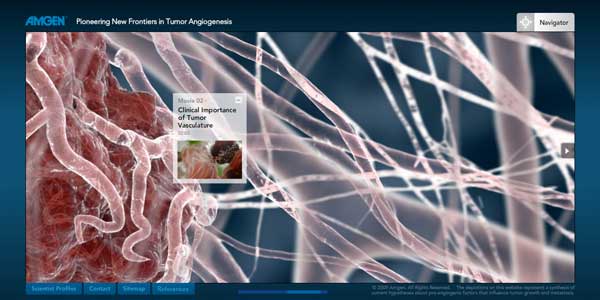 AMGEN
Pioneering New Frontiers in Tumor Angiogenesis
Navigator
Movie 02
Clinical Importance
of Tumor
Vasculature
Scientist Profiles
Contact
Sitemap
References
© 2009 Amgen. All Rights Reserved. The depictions on this website represent a synthesis of
current hypotheses about pro-angiogenic factors that influence tumor growth and metastasis.